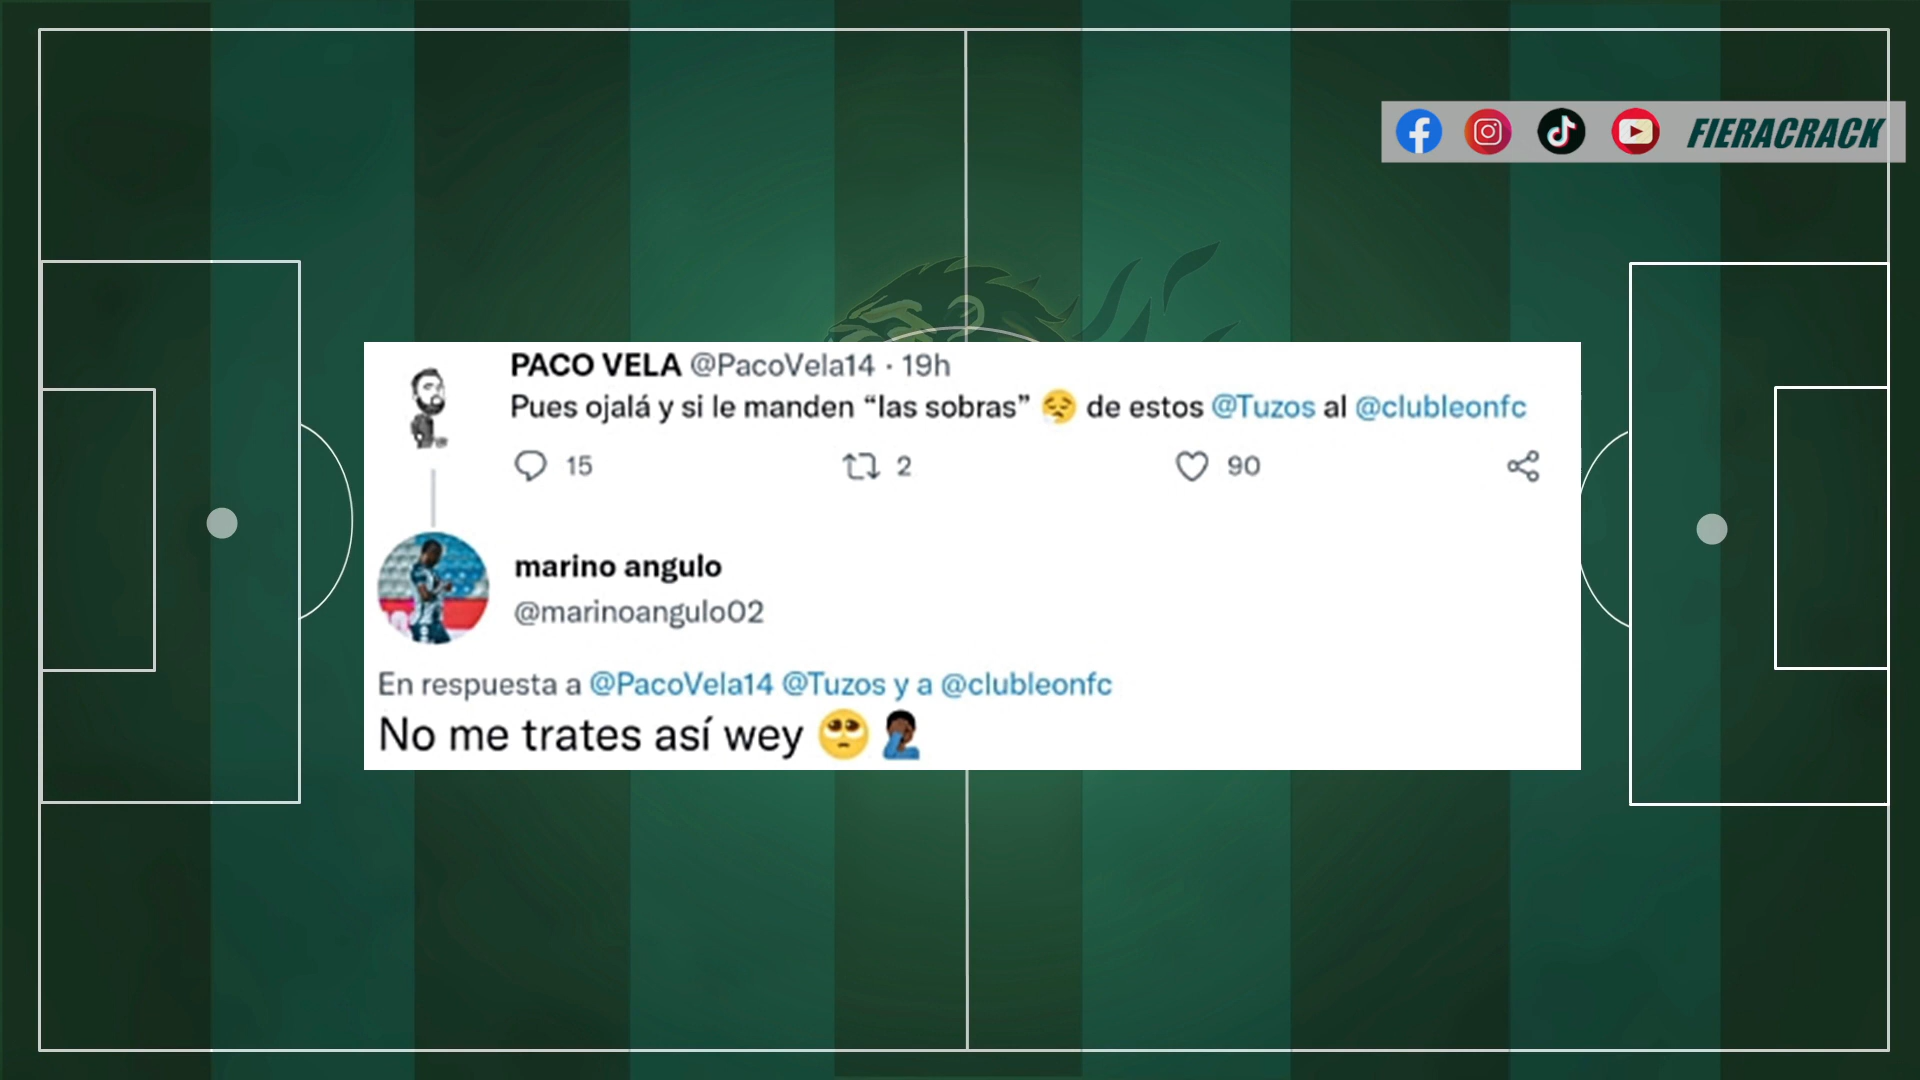 FIERACRACK
PACO VELA @PacoVela14 · 19h
Pues ojalá y si le manden “las sobras” 😔 de estos @Tuzos al @clubleonfc
15 2 90
marino angulo
@marinoangulo02
En respuesta a @PacoVela14 @Tuzos y a @clubleonfc
No me trates así wey 🥺 🤦🏿‍♂️